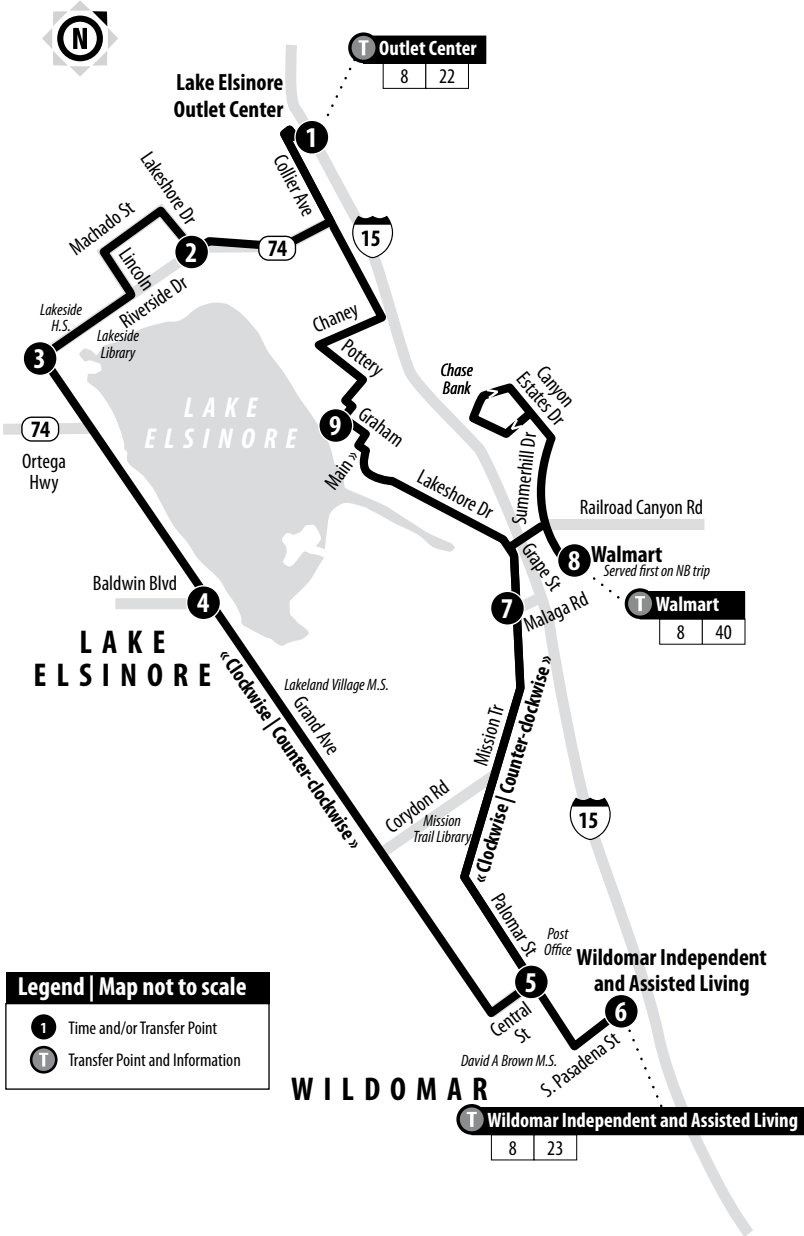 N
T Outlet Center
8 22
Lake Elsinore
Outlet Center
1
Collier Ave
Lakeshore Dr
Machado St
15
2
74
Lincoln
Riverside Dr
Lakeside
H.S.
Lakeside
Library
Chaney
Pottery
3
Chase
Bank
Canyon
Estates Dr
LAKE
ELSINORE
9
Graham
74
Ortega
Hwy
Main »
Lakeshore Dr
Summerhill Dr
Railroad Canyon Rd
Grape St
8
Walmart
Served first on NB trip
Baldwin Blvd
4
7
Malaga Rd
T Walmart
8 40
LAKE
ELSINORE
« Clockwise | Counter-clockwise »
Lakeland Village M.S.
Grand Ave
Mission Tr
« Clockwise | Counter-clockwise »
Corydon Rd
Mission
Trail Library
15
Palomar St
Post
Office
Wildomar Independent
and Assisted Living
5
6
Central
St
S. Pasadena St
David A Brown M.S.
Legend | Map not to scale
1 Time and/or Transfer Point
T Transfer Point and Information
WILDOMAR
T Wildomar Independent and Assisted Living
8 23